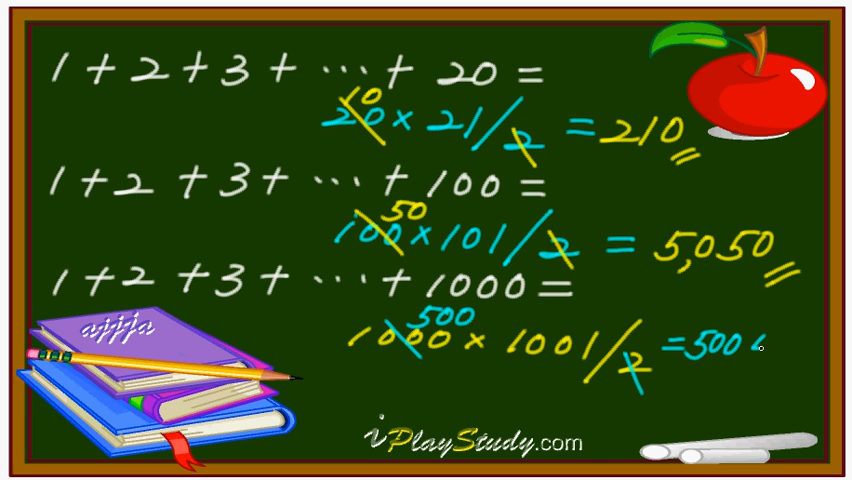 1 + 2 + 3 + ... + 20 =
10
20 × 21 / 2 = 210
1 + 2 + 3 + ... + 100 =
50
100 × 101 / 2 = 5,050
1 + 2 + 3 + ... + 1000 =
500
1000 × 1001 / 2 = 500
ajjja
iPlayStudy.com